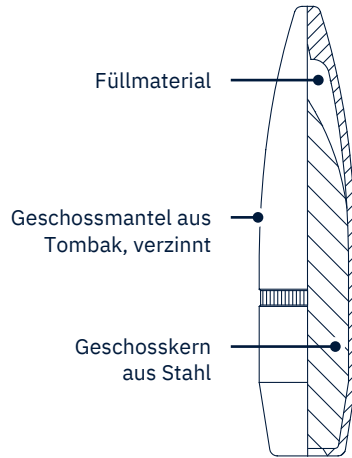 Füllmaterial
Geschossmantel aus
Tombak, verzinnt
Geschosskern
aus Stahl